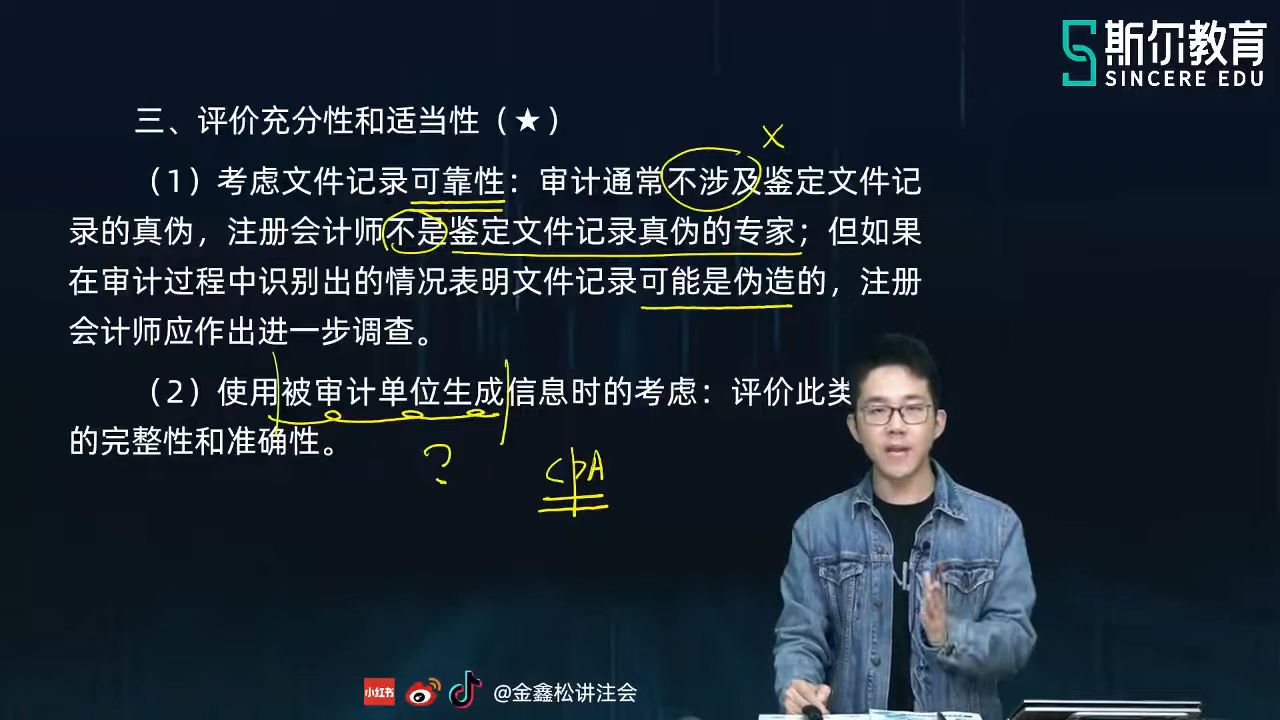 斯尔教育
SINCERE EDU
三、评价充分性和适当性（★）
X
（1）考虑文件记录可靠性：审计通常不涉及鉴定文件记
录的真伪，注册会计师不是鉴定文件记录真伪的专家；但如果
在审计过程中识别出的情况表明文件记录可能是伪造的，注册
会计师应作出进一步调查。
（2）使用被审计单位生成信息时的考虑：评价此类
的完整性和准确性。
?
CPA
小红书
@金鑫松讲注会